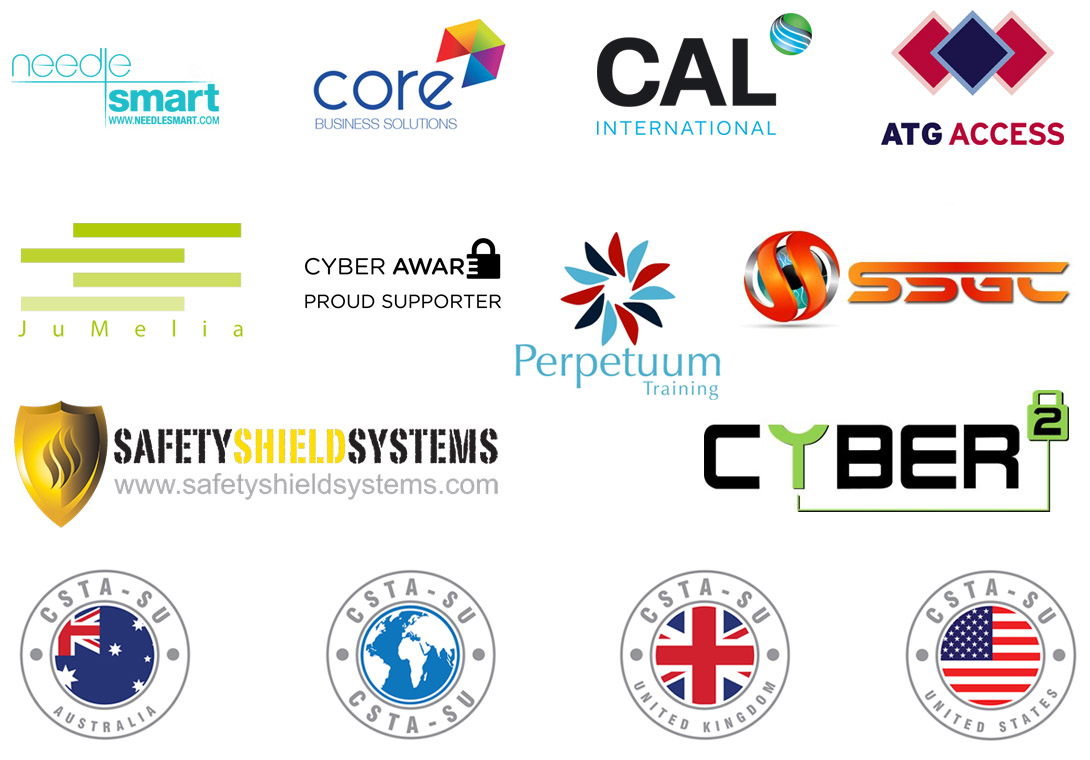 needle
smart
WWW.NEEDLESMART.COM
core
BUSINESS SOLUTIONS
CAL
INTERNATIONAL
ATG ACCESS
JuMelia
CYBER AWARE
PROUD SUPPORTER
Perpetuum
Training
SSGC
SAFETYSHIELDSYSTEMS
www.safetyshieldsystems.com
CYBER 2
CSTA-SU
AUSTRALIA
CSTA-SU
CSTA-SU
CSTA-SU
UNITED KINGDOM
CSTA-SU
UNITED STATES